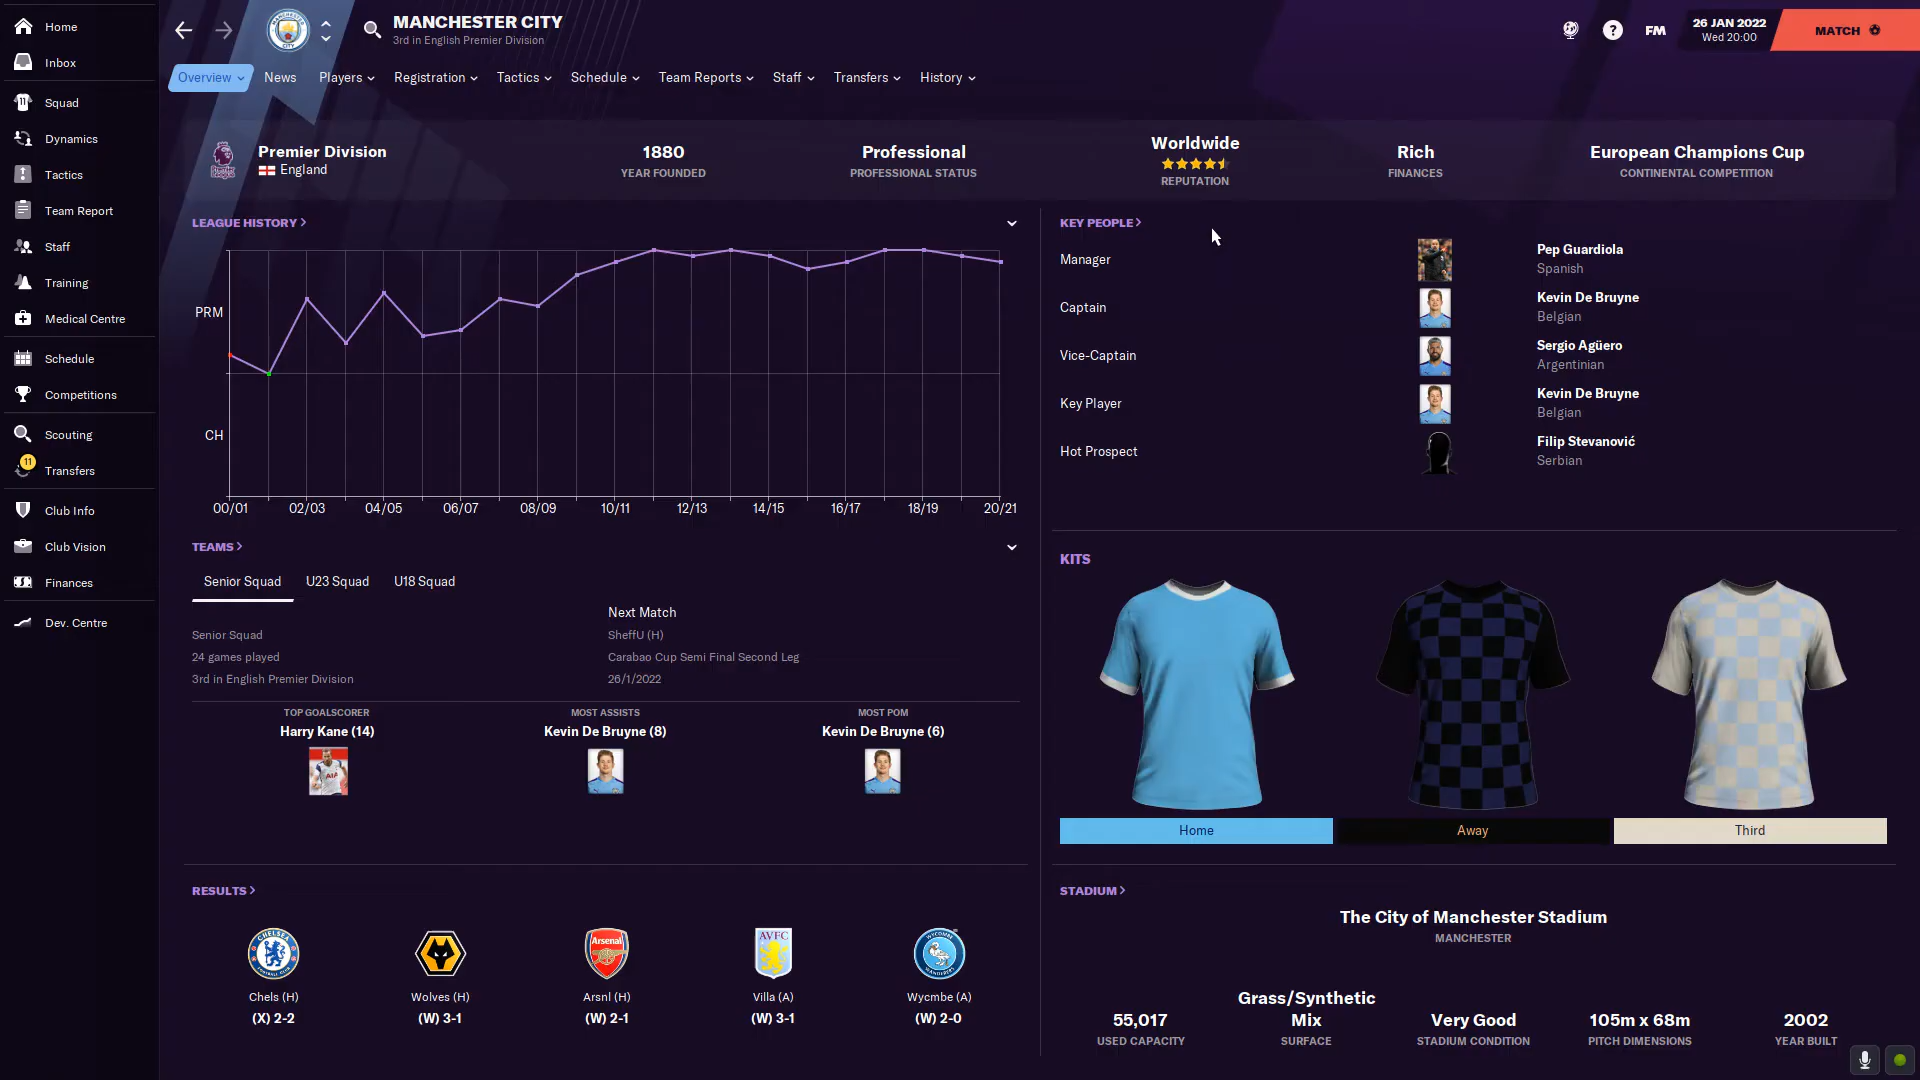 Home
Inbox
Squad
Dynamics
Tactics
Team Report
Staff
Training
Medical Centre
Schedule
Competitions
Scouting
11
Transfers
Club Info
Club Vision
Finances
Dev. Centre
MANCHESTER CITY
3rd in English Premier Division
?
FM
26 JAN 2022
Wed 20:00
MATCH
Overview
News
Players
Registration
Tactics
Schedule
Team Reports
Staff
Transfers
History
Premier Division
England
1880
YEAR FOUNDED
Professional
PROFESSIONAL STATUS
Worldwide
REPUTATION
Rich
FINANCES
European Champions Cup
CONTINENTAL COMPETITION
LEAGUE HISTORY
PRM
CH
00/01 02/03 04/05 06/07 08/09 10/11 12/13 14/15 16/17 18/19 20/21
TEAMS
Senior Squad U23 Squad U18 Squad
Senior Squad
24 games played
3rd in English Premier Division
Next Match
SheffU (H)
Carabao Cup Semi Final Second Leg
26/1/2022
TOP GOALSCORER
Harry Kane (14)
MOST ASSISTS
Kevin De Bruyne (8)
MOST POM
Kevin De Bruyne (6)
RESULTS
CHELSEA
Chels (H)
(X) 2-2
Wolves (H)
(W) 3-1
Arsenal
Arsnl (H)
(W) 2-1
AVFC
Villa (A)
(W) 3-1
WYCOMBE
WANDERERS
Wycmbe (A)
(W) 2-0
KEY PEOPLE
Manager
Pep Guardiola
Spanish
Captain
Kevin De Bruyne
Belgian
Vice-Captain
Sergio Agüero
Argentinian
Key Player
Kevin De Bruyne
Belgian
Hot Prospect
Filip Stevanović
Serbian
KITS
Home
Away
Third
STADIUM
The City of Manchester Stadium
MANCHESTER
55,017
USED CAPACITY
Grass/Synthetic
Mix
SURFACE
Very Good
STADIUM CONDITION
105m x 68m
PITCH DIMENSIONS
2002
YEAR BUILT